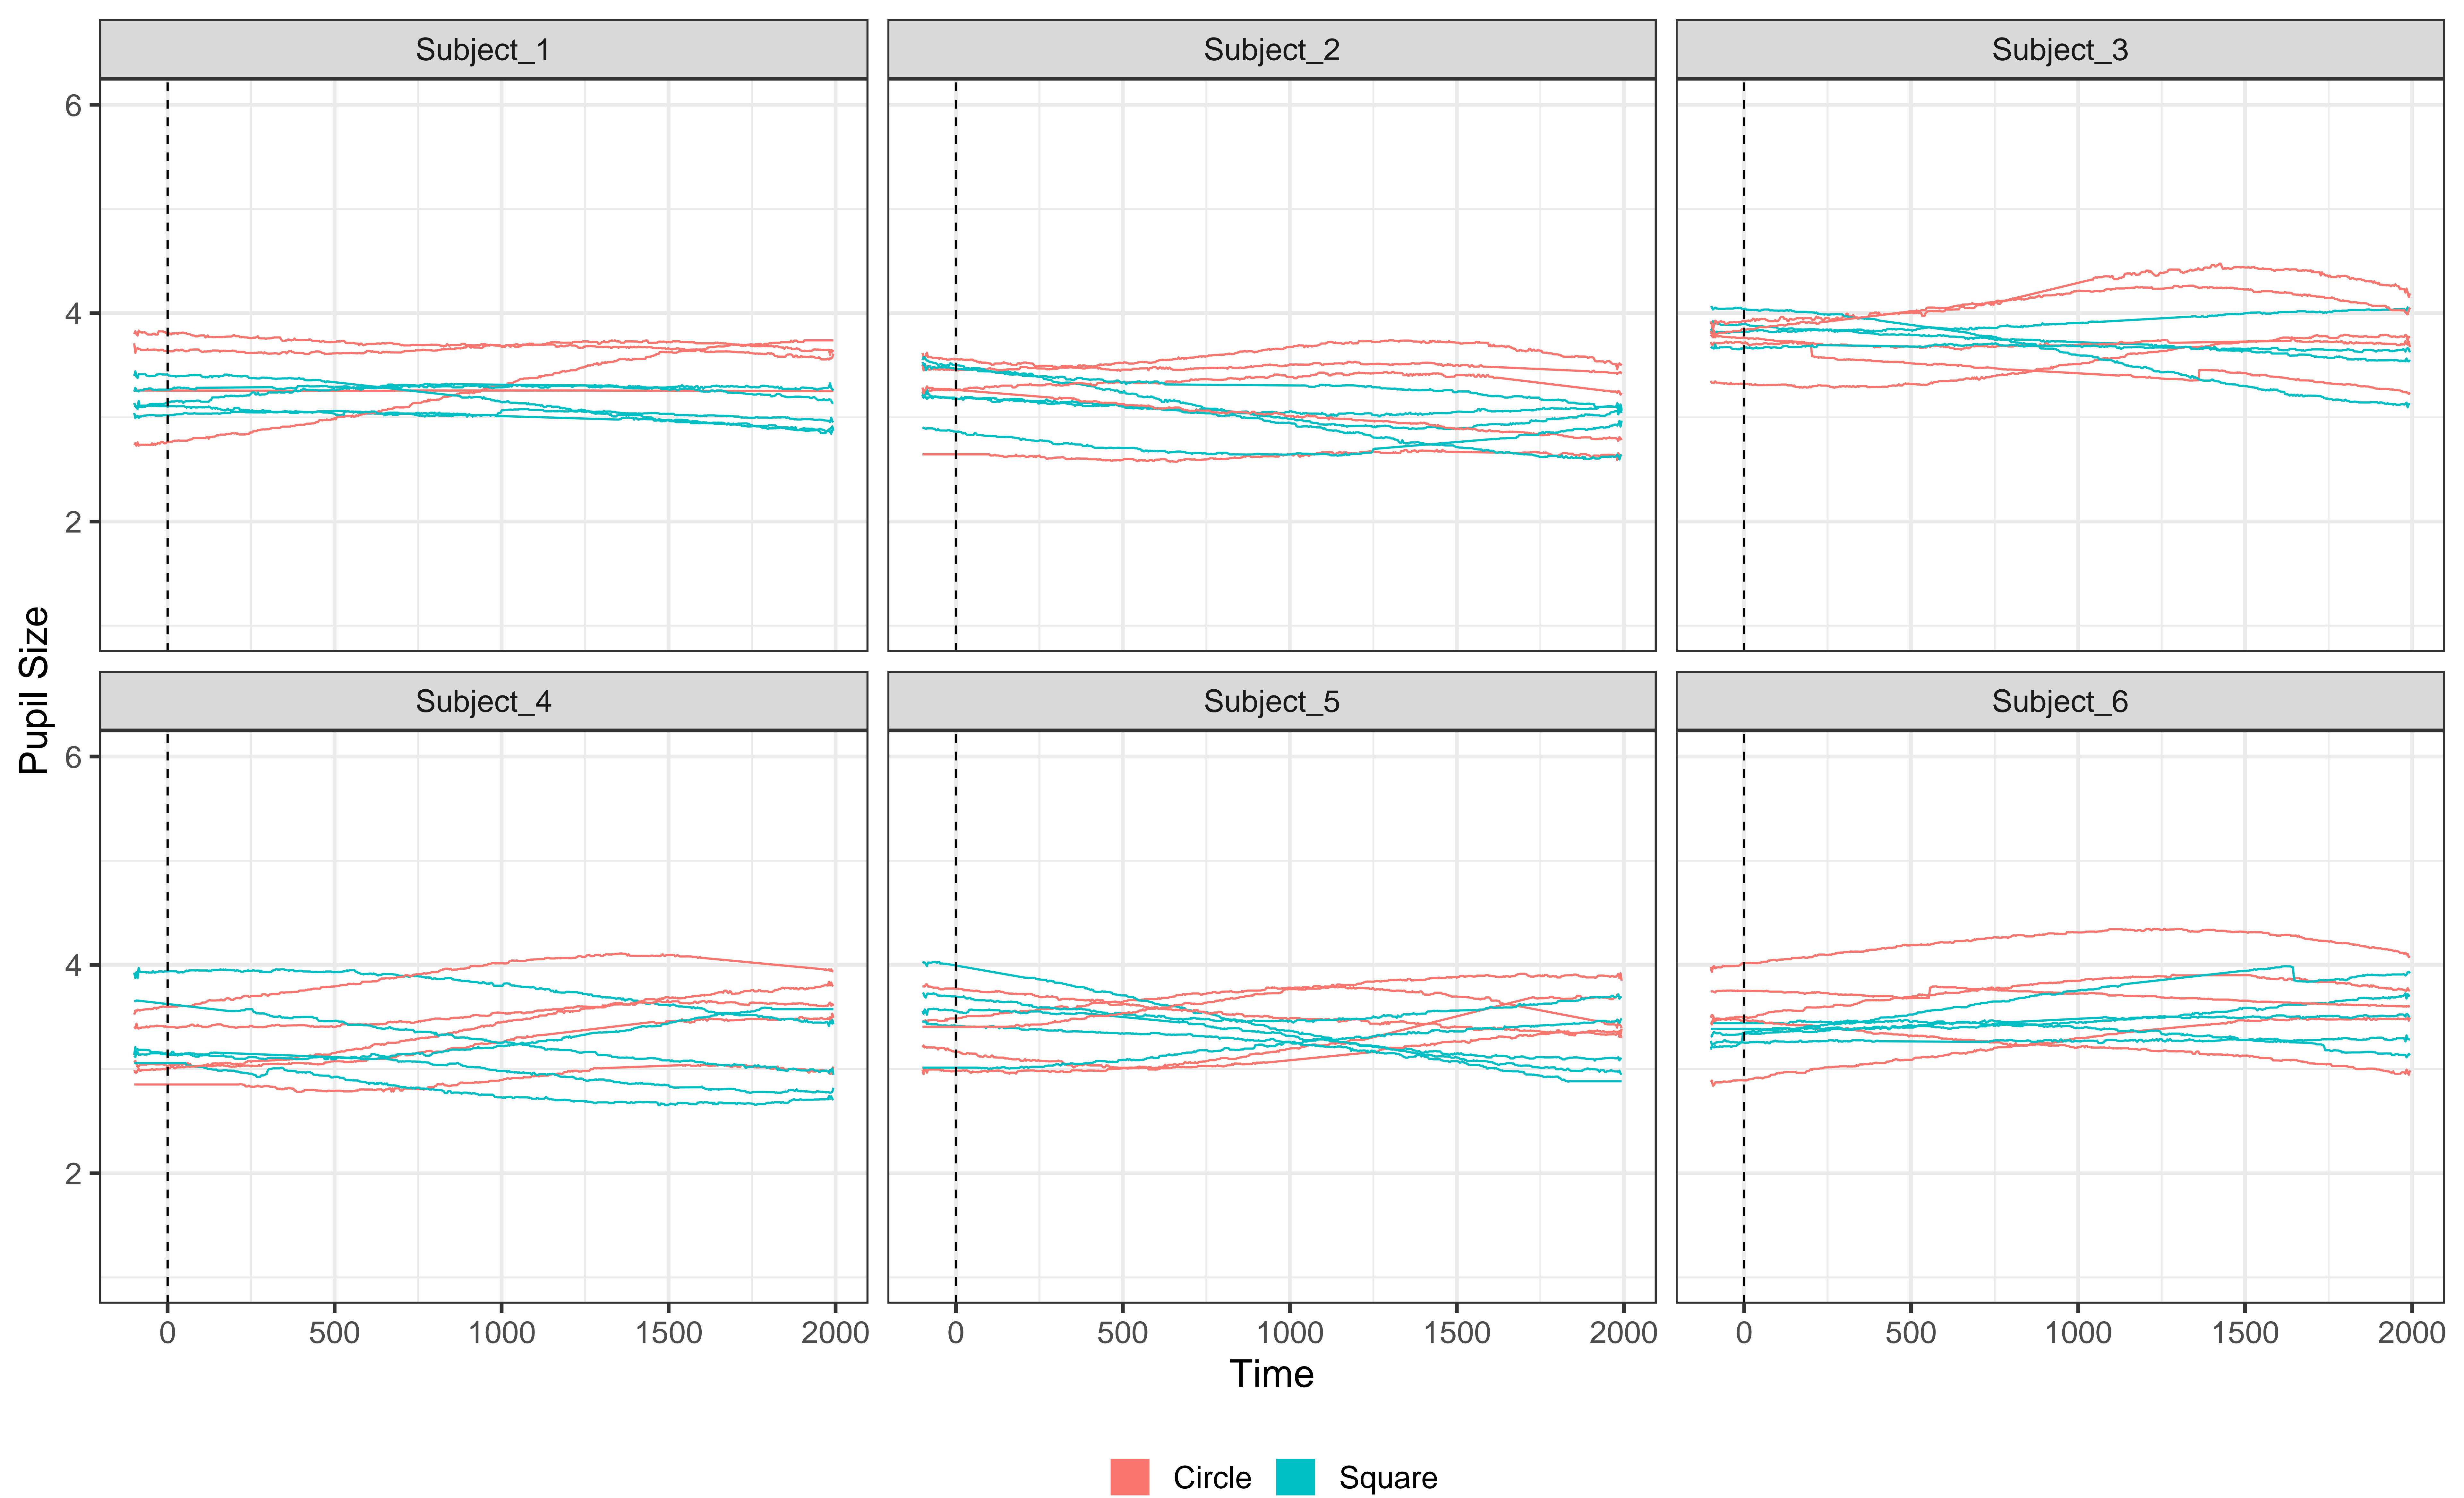 Subject_1 Subject_2 Subject_3
6
4
2
Subject_4 Subject_5 Subject_6
6
4
2
0 500 1000 1500 2000 0 500 1000 1500 2000 0 500 1000 1500 2000
Pupil Size
Time
Circle Square